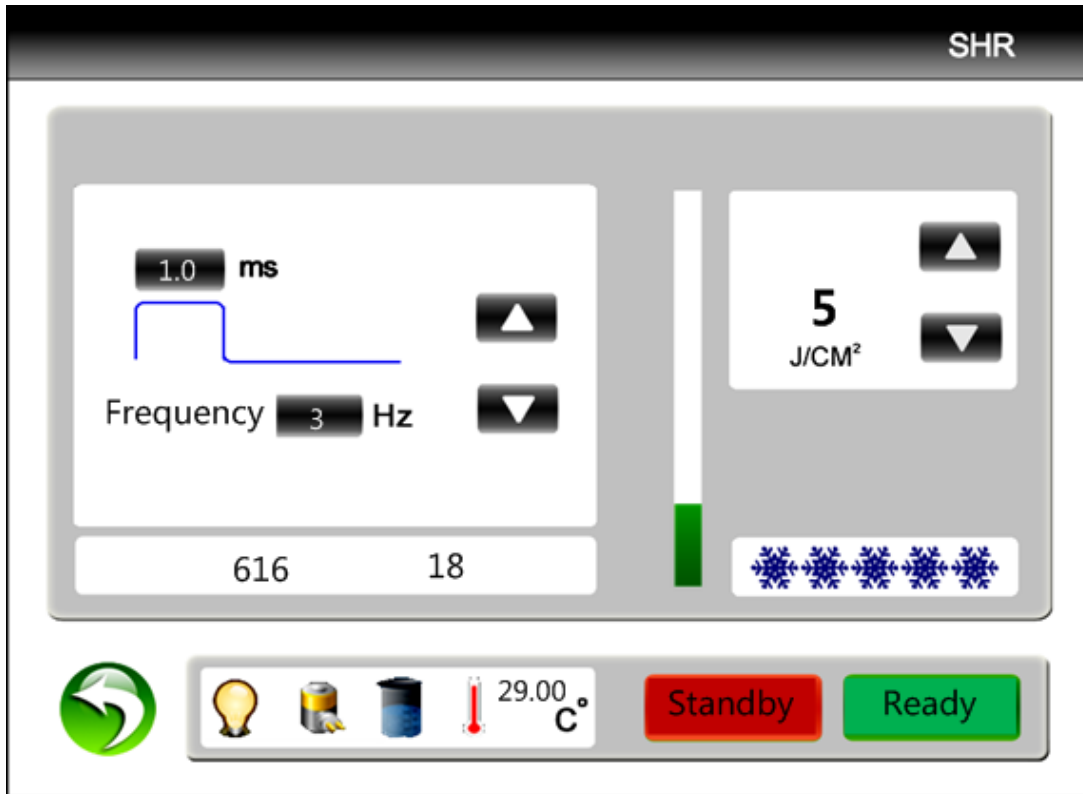 SHR
1.0 ms
5
J/CM²
Frequency 3 Hz
616 18
29.00
C°
Standby Ready